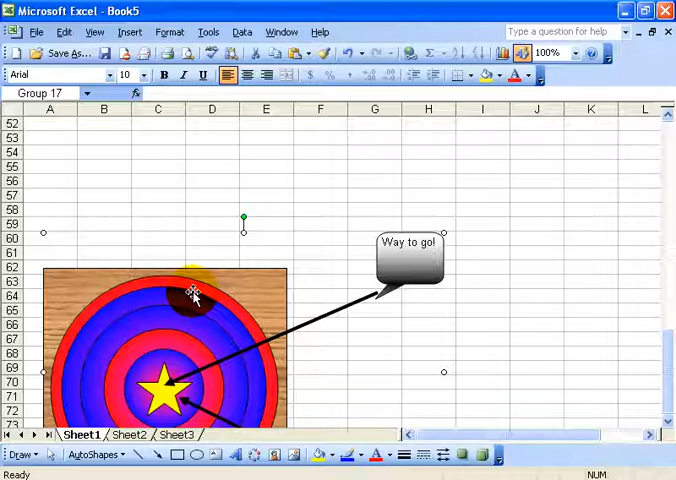 Microsoft Excel - Book5
File Edit View Insert Format Tools Data Window Help
Type a question for help
Save As... 100%
Arial 10 B I U $ % ,
Group 17 fx
A B C D E F G H I J K L
52
53
54
55
56
57
58
59
60
Way to go!
61
62
63
64
65
66
67
68
69
70
71
72
73
Sheet1 Sheet2 Sheet3
Draw AutoShapes
Ready NUM